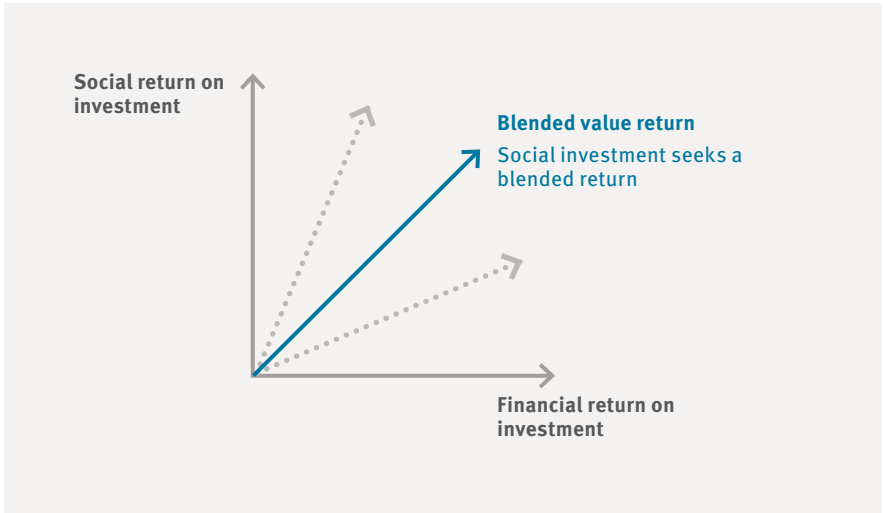 Social return on
investment
Blended value return
Social investment seeks a
blended return
Financial return on
investment